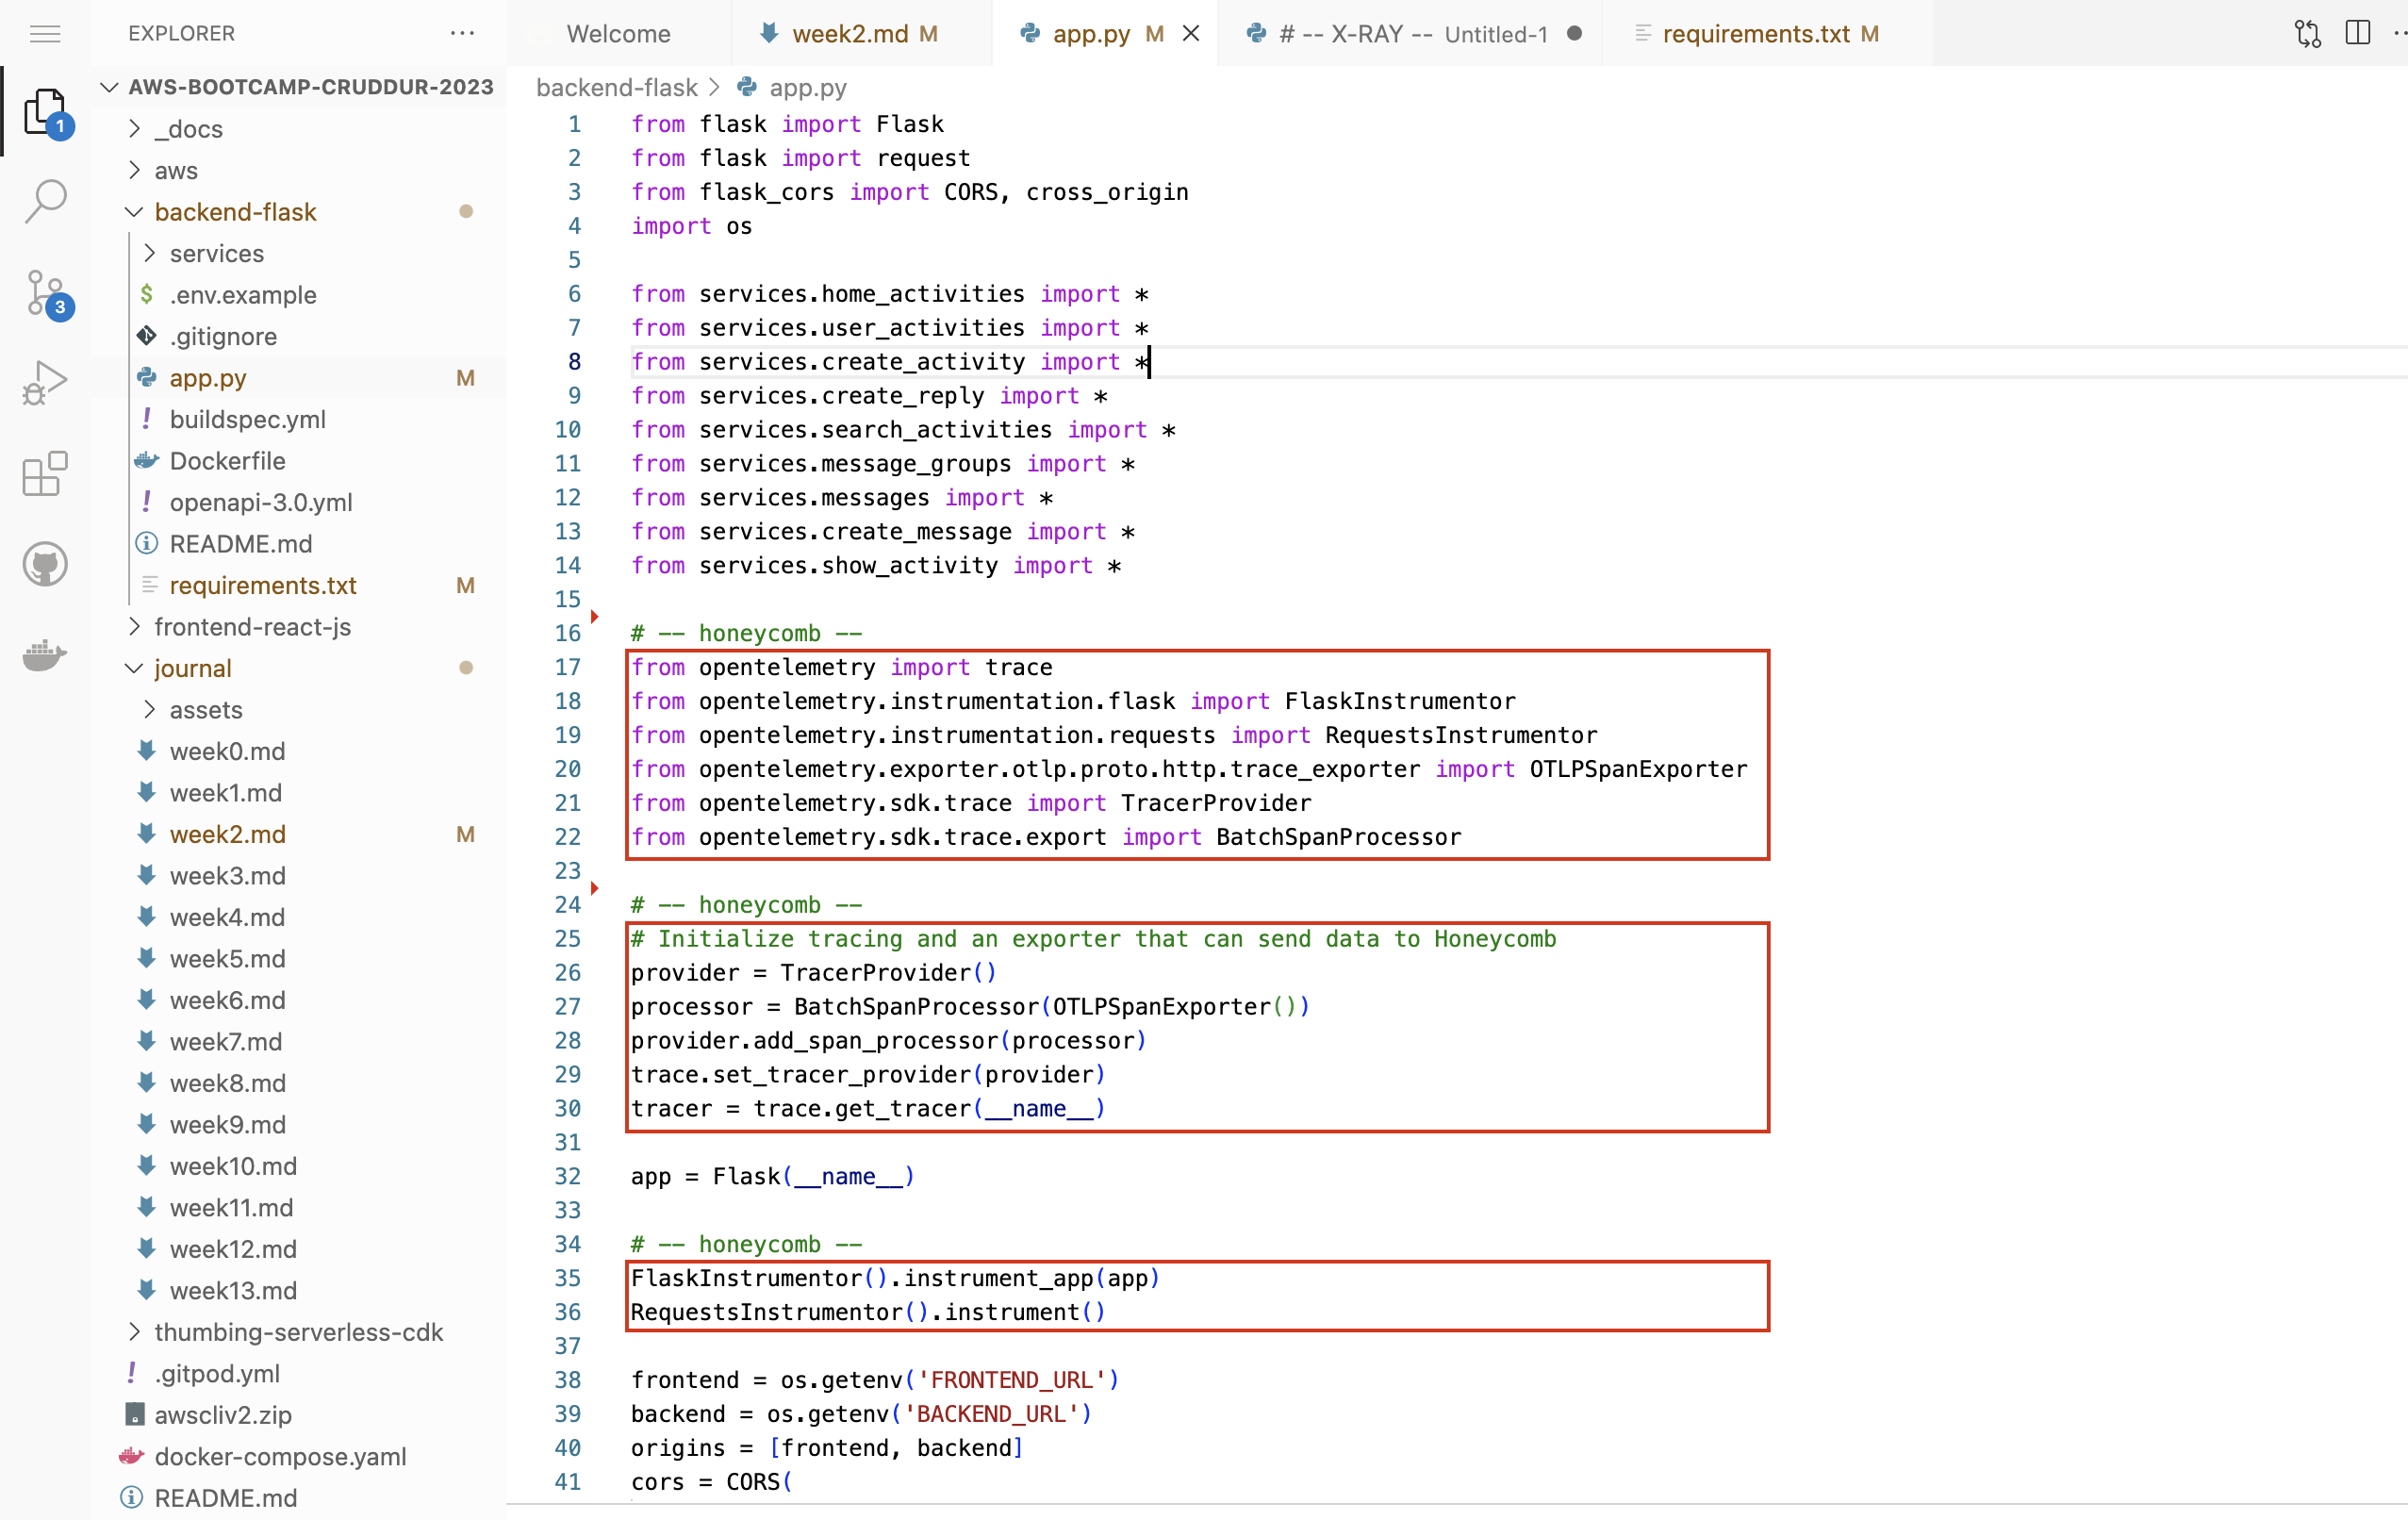 EXPLORER
AWS-BOOTCAMP-CRUDDUR-2023
_docs
aws
backend-flask
services
$ .env.example
.gitignore
app.py M
! buildspec.yml
Dockerfile
! openapi-3.0.yml
README.md
requirements.txt M
frontend-react-js
journal
assets
week0.md
week1.md
week2.md M
week3.md
week4.md
week5.md
week6.md
week7.md
week8.md
week9.md
week10.md
week11.md
week12.md
week13.md
thumbing-serverless-cdk
! .gitpod.yml
awscliv2.zip
docker-compose.yaml
README.md
1
3
Welcome
week2.md M
app.py M
# -- X-RAY -- Untitled-1
requirements.txt M
backend-flask > app.py
1 from flask import Flask
2 from flask import request
3 from flask_cors import CORS, cross_origin
4 import os
5
6 from services.home_activities import *
7 from services.user_activities import *
8 from services.create_activity import *
9 from services.create_reply import *
10 from services.search_activities import *
11 from services.message_groups import *
12 from services.messages import *
13 from services.create_message import *
14 from services.show_activity import *
15
16 # -- honeycomb --
17 from opentelemetry import trace
18 from opentelemetry.instrumentation.flask import FlaskInstrumentor
19 from opentelemetry.instrumentation.requests import RequestsInstrumentor
20 from opentelemetry.exporter.otlp.proto.http.trace_exporter import OTLPSpanExporter
21 from opentelemetry.sdk.trace import TracerProvider
22 from opentelemetry.sdk.trace.export import BatchSpanProcessor
23
24 # -- honeycomb --
25 # Initialize tracing and an exporter that can send data to Honeycomb
26 provider = TracerProvider()
27 processor = BatchSpanProcessor(OTLPSpanExporter())
28 provider.add_span_processor(processor)
29 trace.set_tracer_provider(provider)
30 tracer = trace.get_tracer(__name__)
31
32 app = Flask(__name__)
33
34 # -- honeycomb --
35 FlaskInstrumentor().instrument_app(app)
36 RequestsInstrumentor().instrument()
37
38 frontend = os.getenv('FRONTEND_URL')
39 backend = os.getenv('BACKEND_URL')
40 origins = [frontend, backend]
41 cors = CORS(